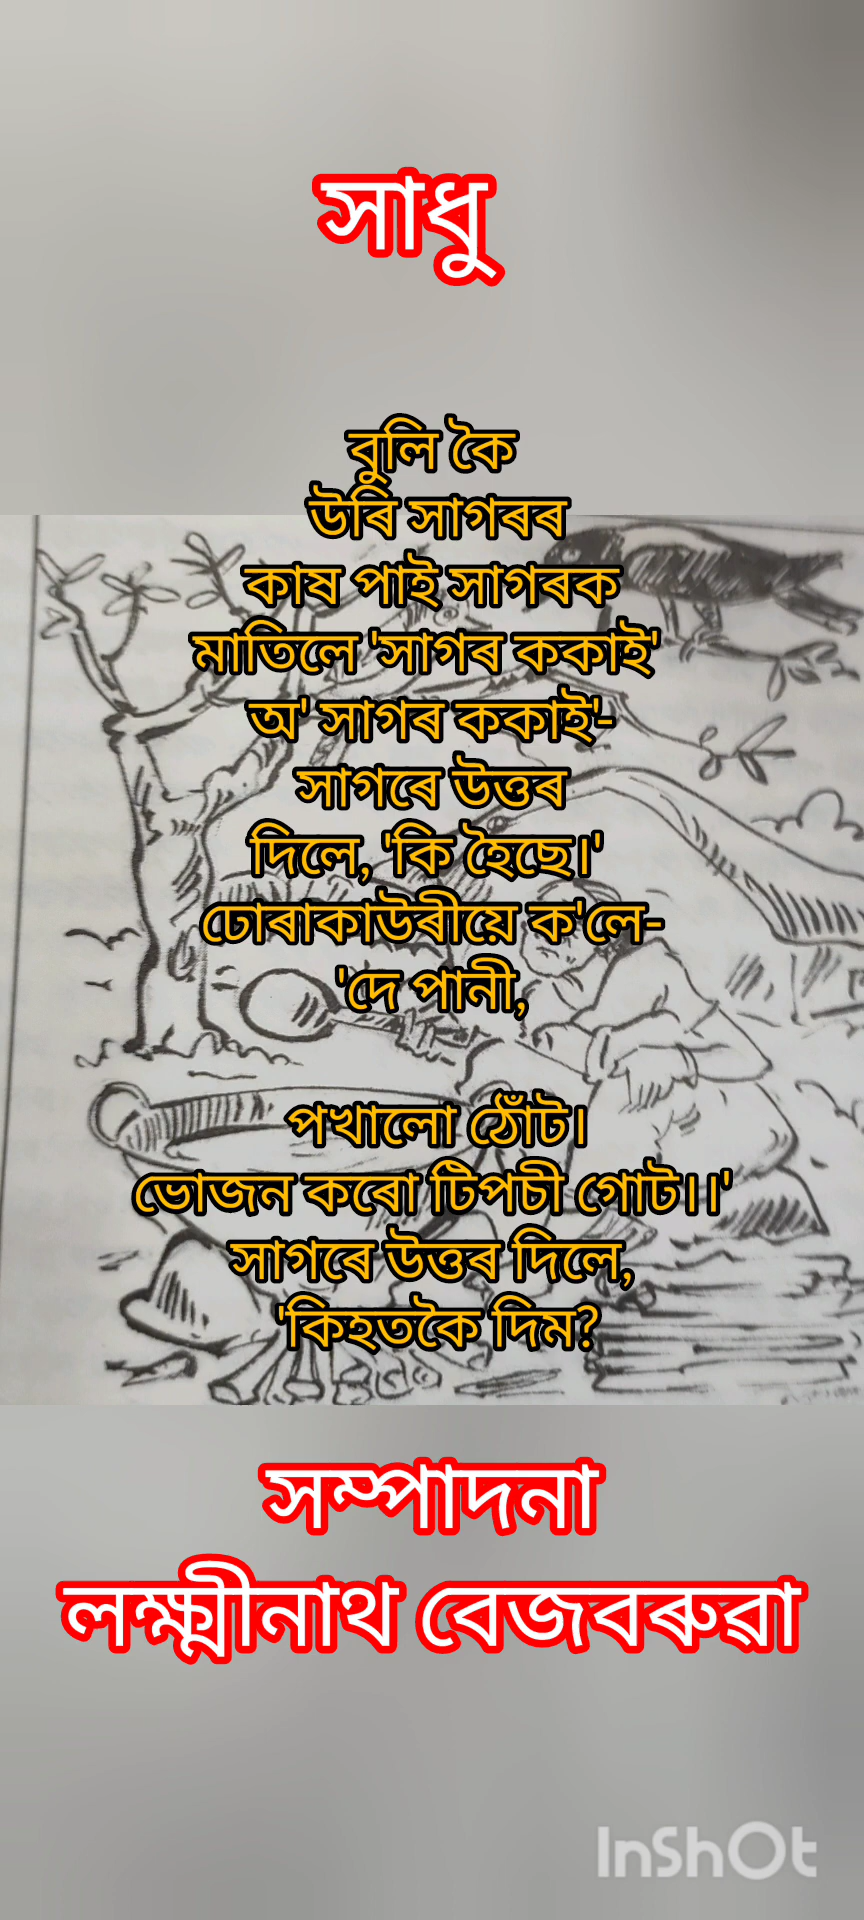 সাধু
বুলি কৈ
উৰি সাগৰৰ
কাষ পাই সাগৰক
মাতিলে 'সাগৰ ককাই'
অ' সাগৰ ককাই'-
সাগৰে উত্তৰ
দিলে, 'কি হৈছে।'
ঢোৰাকাউৰীয়ে ক'লে-
'দে পানী,
পখালো ঠোঁট।
ভোজন কৰো টিপচী গোট।।'
সাগৰে উত্তৰ দিলে,
'কিহতকৈ দিম?
সম্পাদনা
লক্ষ্মীনাথ বেজবৰুৱা
InShOt